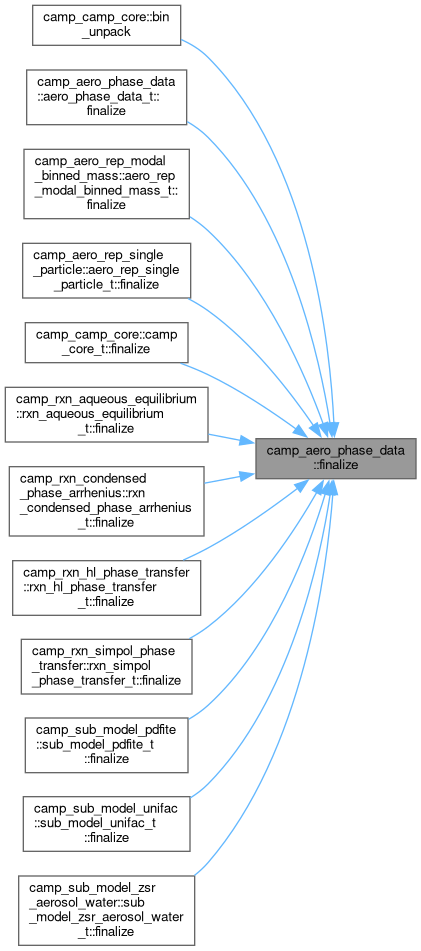 camp_camp_core::bin
_unpack
camp_aero_phase_data
::aero_phase_data_t::
finalize
camp_aero_rep_modal
_binned_mass::aero_rep
_modal_binned_mass_t::
finalize
camp_aero_rep_single
_particle::aero_rep_single
_particle_t::finalize
camp_camp_core::camp
_core_t::finalize
camp_rxn_aqueous_equilibrium
::rxn_aqueous_equilibrium
_t::finalize
camp_aero_phase_data
::finalize
camp_rxn_condensed
_phase_arrhenius::rxn
_condensed_phase_arrhenius
_t::finalize
camp_rxn_hl_phase_transfer
::rxn_hl_phase_transfer
_t::finalize
camp_rxn_simpol_phase
_transfer::rxn_simpol
_phase_transfer_t::finalize
camp_sub_model_pdfite
::sub_model_pdfite_t
::finalize
camp_sub_model_unifac
::sub_model_unifac_t
::finalize
camp_sub_model_zsr
_aerosol_water::sub
_model_zsr_aerosol_water
_t::finalize